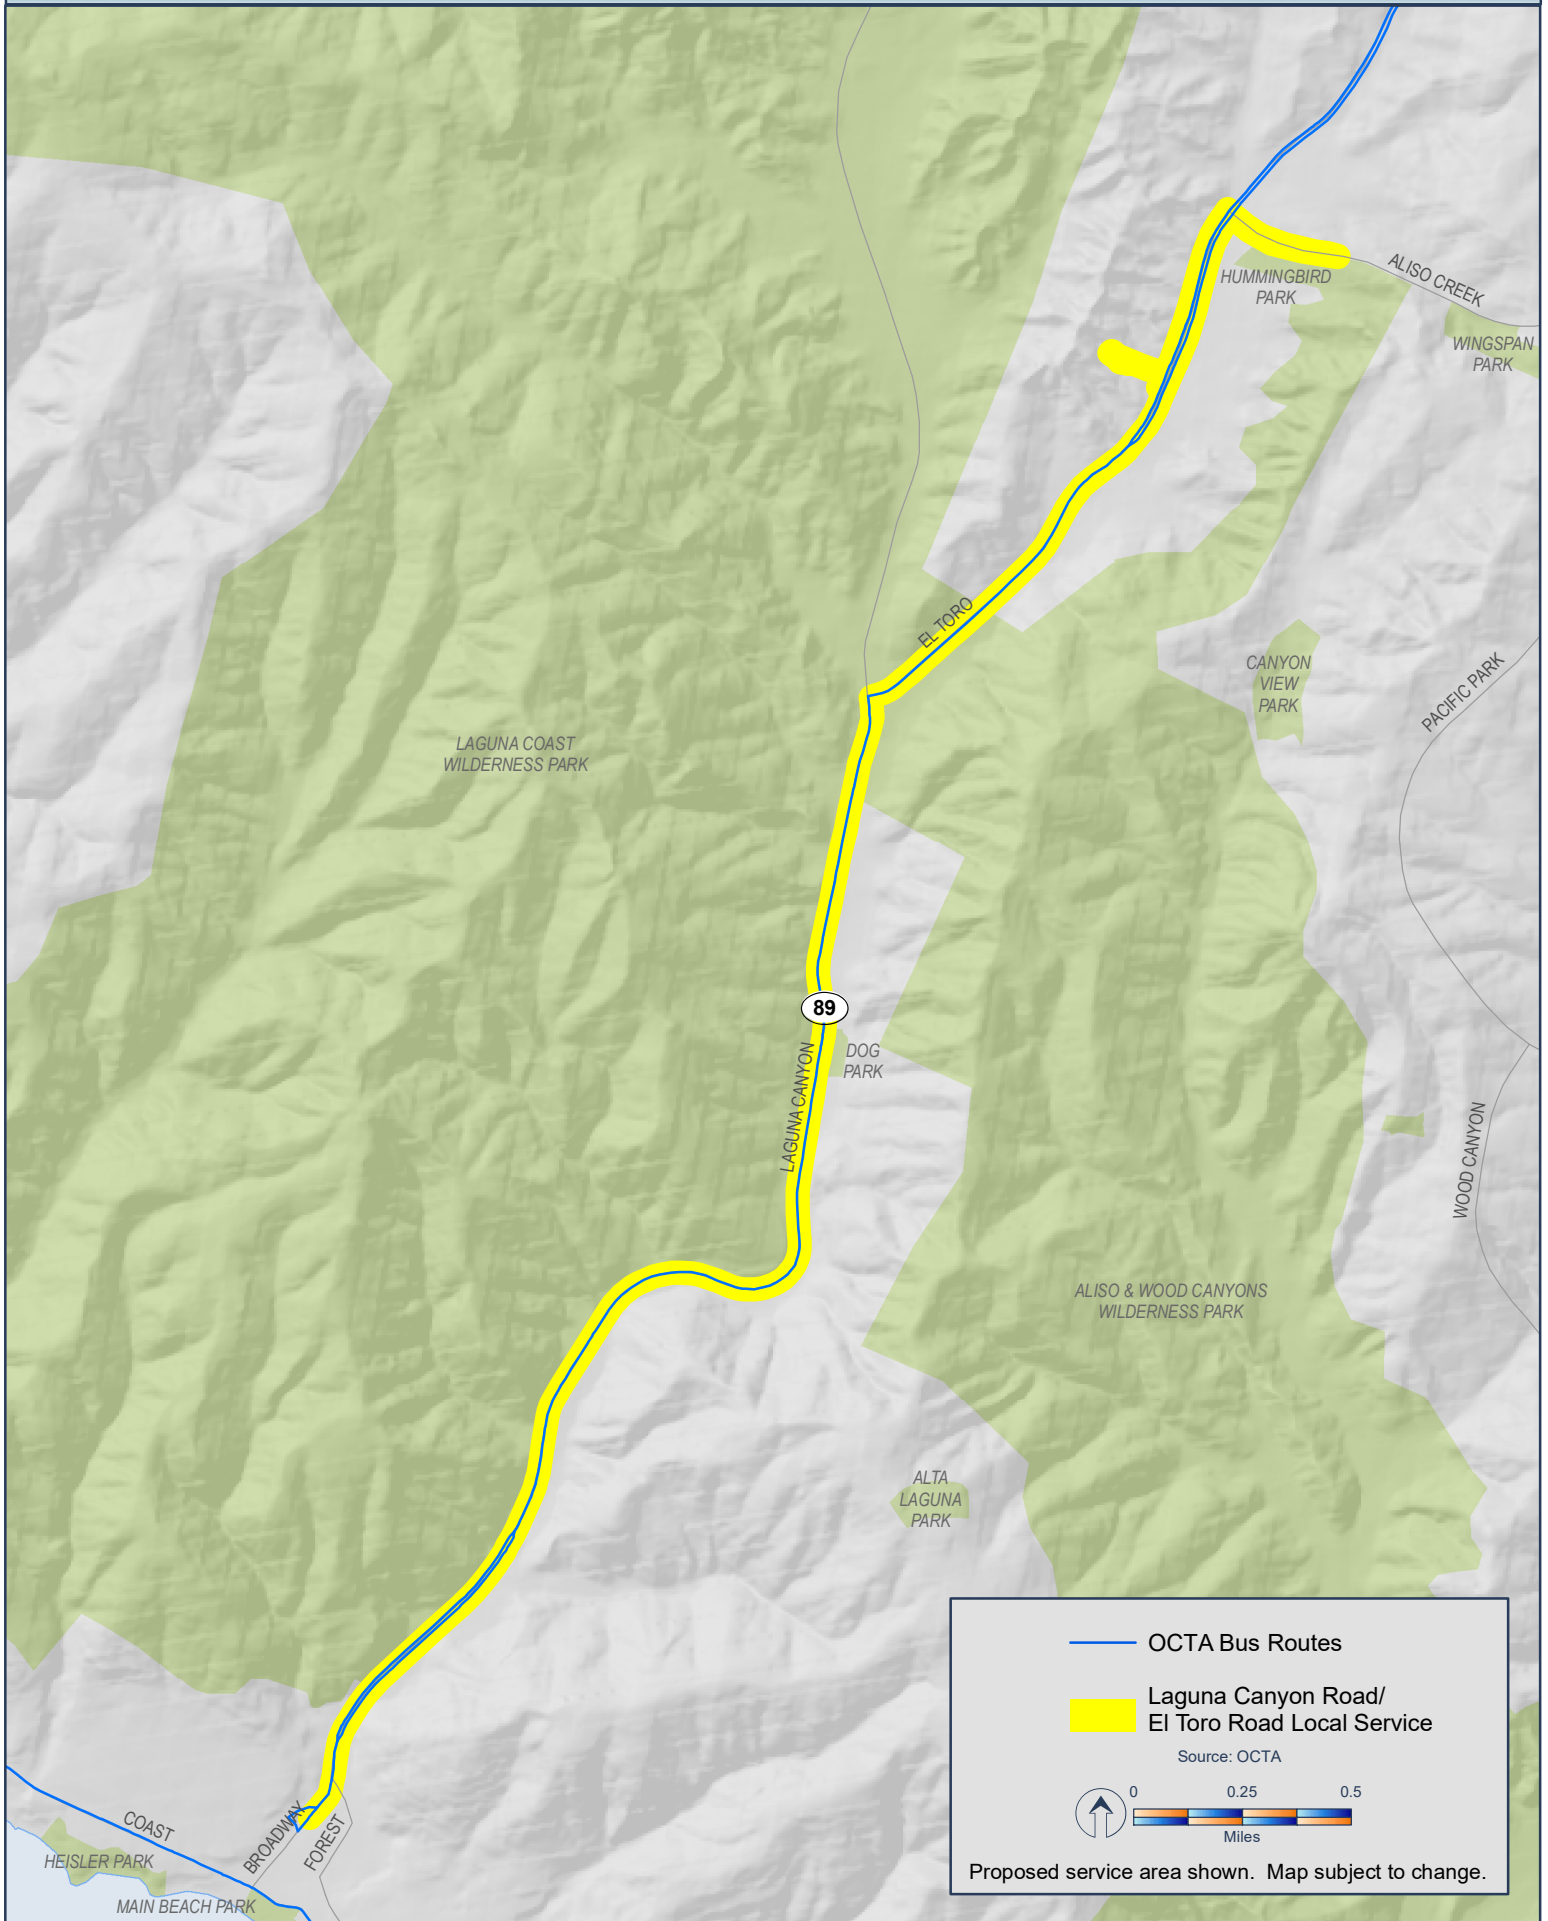 ALISO CREEK
HUMMINGBIRD
PARK
WINGSPAN
PARK
EL TORO
CANYON
VIEW
PARK
PACIFIC PARK
LAGUNA COAST
WILDERNESS PARK
89
DOG
PARK
LAGUNA CANYON
WOOD CANYON
ALISO & WOOD CANYONS
WILDERNESS PARK
ALTA
LAGUNA
PARK
COAST
BROADWAY
FOREST
HEISLER PARK
MAIN BEACH PARK
OCTA Bus Routes
Laguna Canyon Road/
El Toro Road Local Service
Source: OCTA
0 0.25 0.5
Miles
Proposed service area shown. Map subject to change.